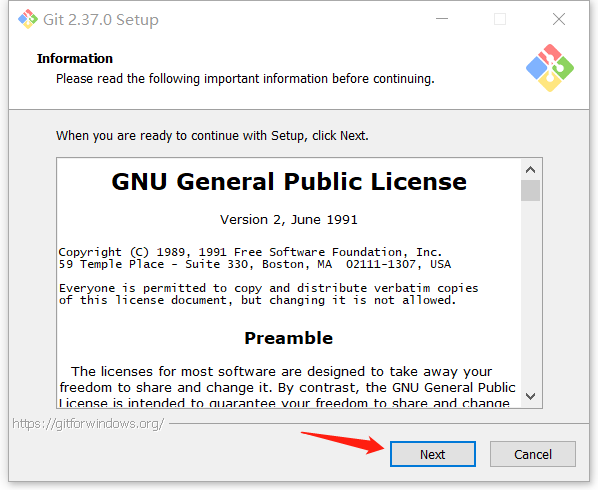 Git 2.37.0 Setup
Information
Please read the following important information before continuing.
When you are ready to continue with Setup, click Next.
GNU General Public License
Version 2, June 1991
Copyright (C) 1989, 1991 Free Software Foundation, Inc.
59 Temple Place - Suite 330, Boston, MA  02111-1307, USA
Everyone is permitted to copy and distribute verbatim copies
of this license document, but changing it is not allowed.
Preamble
The licenses for most software are designed to take away your
freedom to share and change it. By contrast, the GNU General Public
License is intended to guarantee your freedom to share and change
https://gitforwindows.org/
Next Cancel